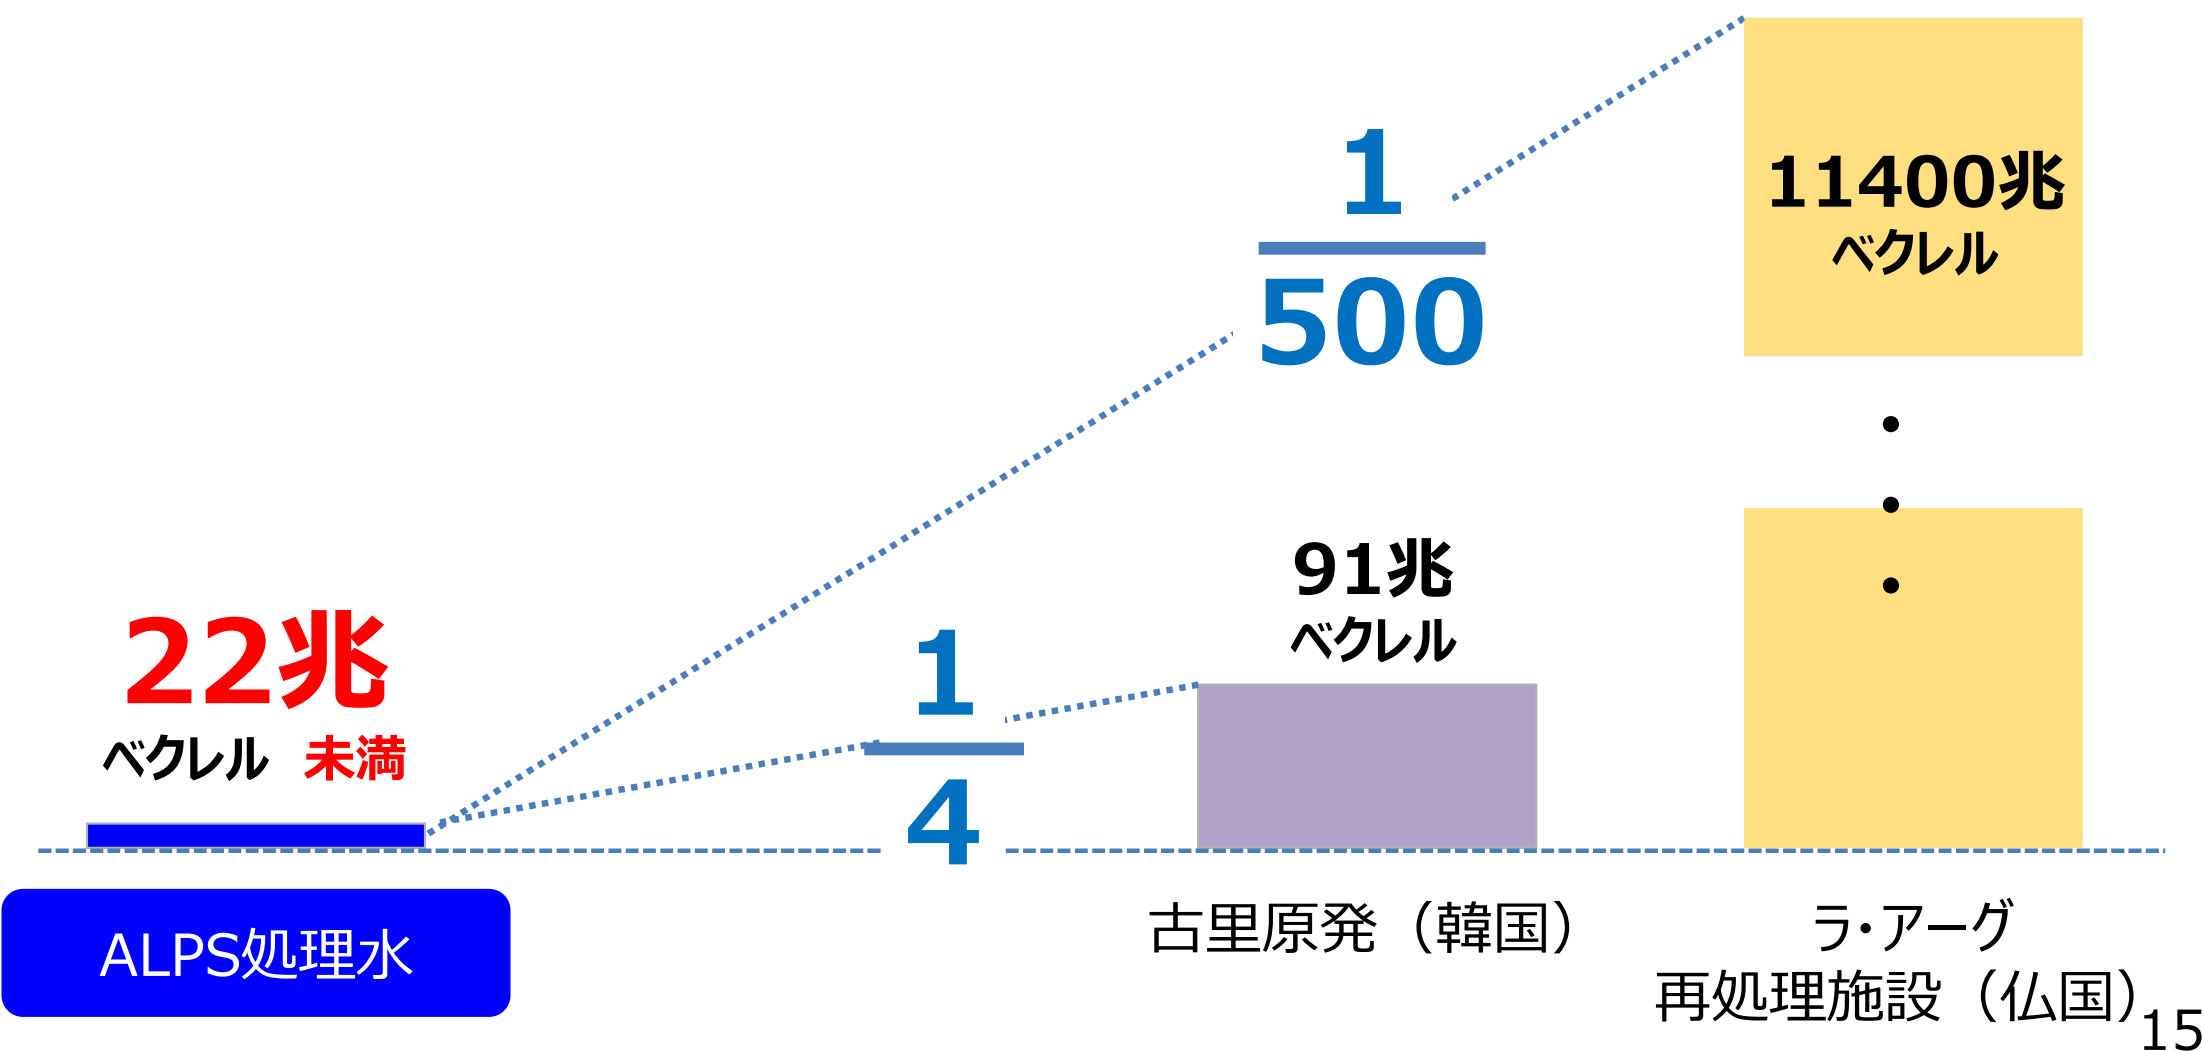 22兆
ベクレル 未満
ALPS処理水
1
4
91兆
ベクレル
古里原発（韓国）
1
500
11400兆
ベクレル
ラ・アーグ
再処理施設（仏国）
15